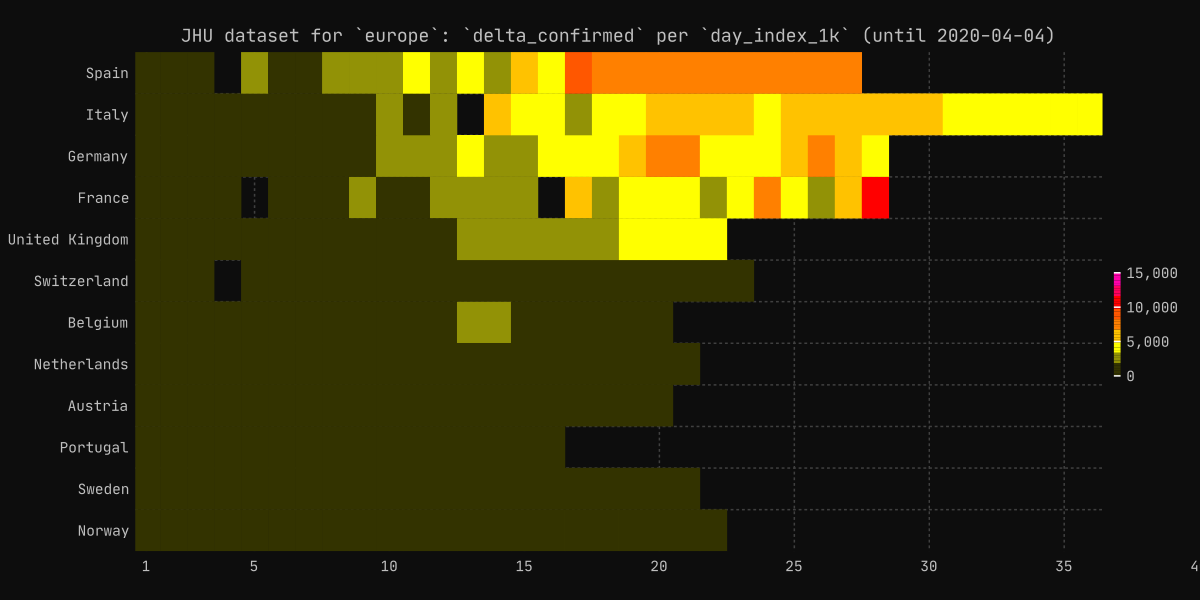 JHU dataset for `europe`: `delta_confirmed` per `day_index_1k` (until 2020-04-04)
Spain
Italy
Germany
France
United Kingdom
Switzerland
Belgium
Netherlands
Austria
Portugal
Sweden
Norway
15,000
10,000
5,000
0
1 5 10 15 20 25 30 35 4